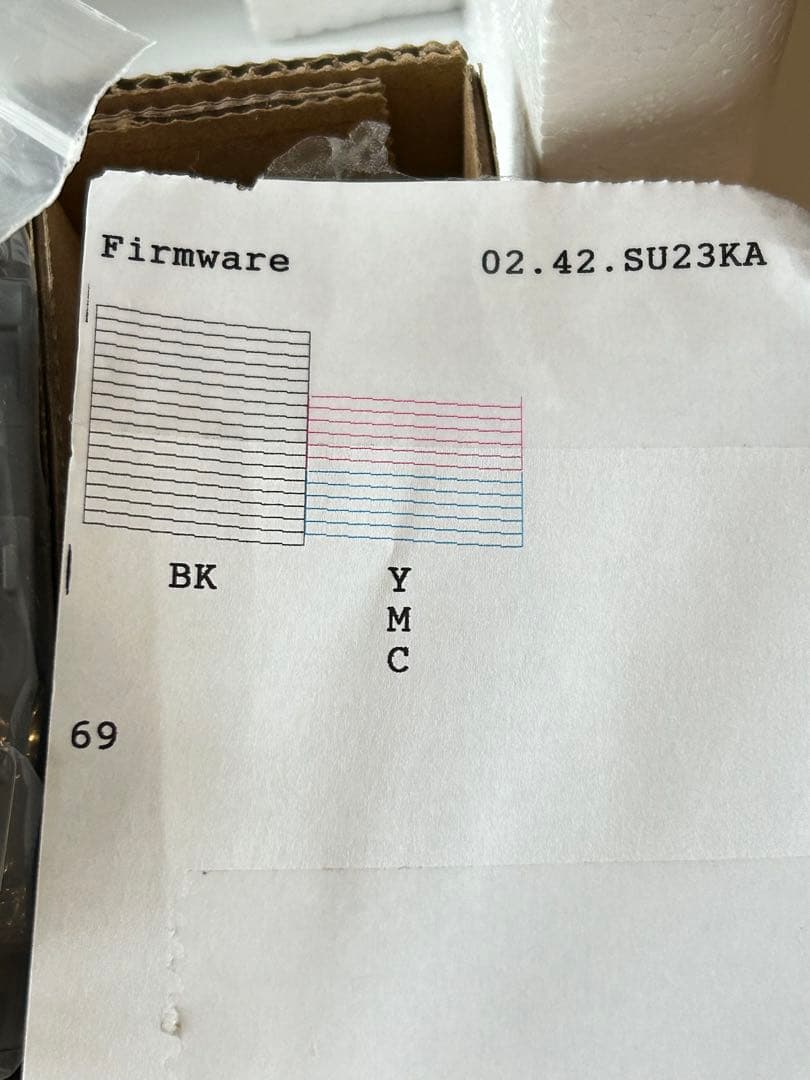 Firmware 02.42.SU23KA
BK
Y
M
C
69